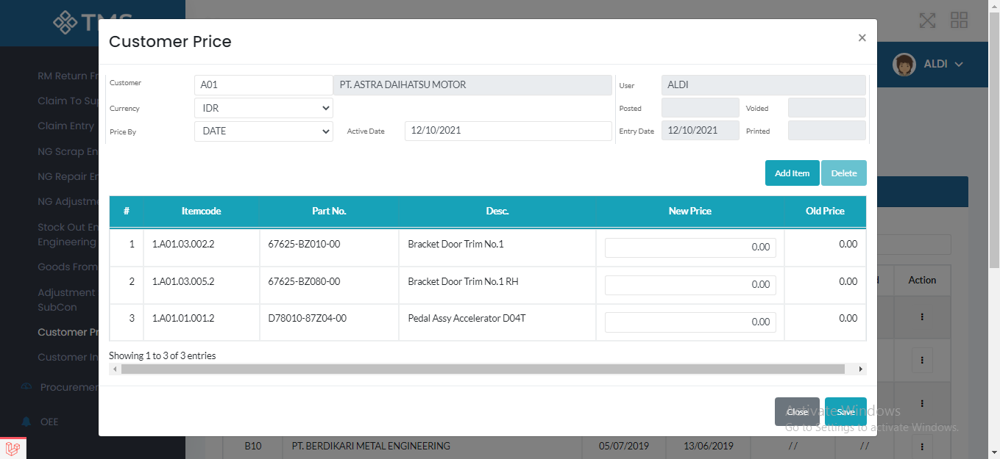 TMS
Customer Price
×
ALDI
RM Return Fr
Claim To Sup
Claim Entry
NG Scrap En
NG Repair En
NG Adjustme
Stock Out En
Engineering
Goods From
Adjustment
SubCon
Customer Pr
Customer In
Procuremen
OEE
Customer A01 PT. ASTRA DAIHATSU MOTOR User ALDI
Currency IDR Posted Voided
Price By DATE Active Date 12/10/2021 Entry Date 12/10/2021 Printed
Add Item Delete
# Itemcode Part No. Desc. New Price Old Price
1 1.A01.03.002.2 67625-BZ010-00 Bracket Door Trim No.1 0.00 0.00
2 1.A01.03.005.2 67625-BZ080-00 Bracket Door Trim No.1 RH 0.00 0.00
3 1.A01.01.001.2 D78010-87Z04-00 Pedal Assy Accelerator D04T 0.00 0.00
Showing 1 to 3 of 3 entries
Action
Close Save
Activate Windows
Go to Settings to activate Windows.
B10 PT. BERDIKARI METAL ENGINEERING 05/07/2019 13/06/2019 / / / /